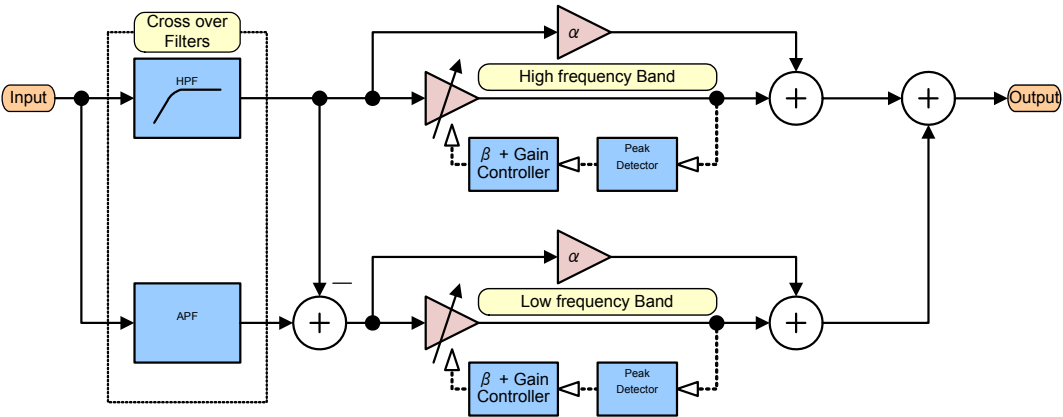 Cross over
Filters
Input
HPF
α
High frequency Band
+
+
Output
β + Gain
Controller
Peak
Detector
α
—
Low frequency Band
APF
+
+
β + Gain
Controller
Peak
Detector